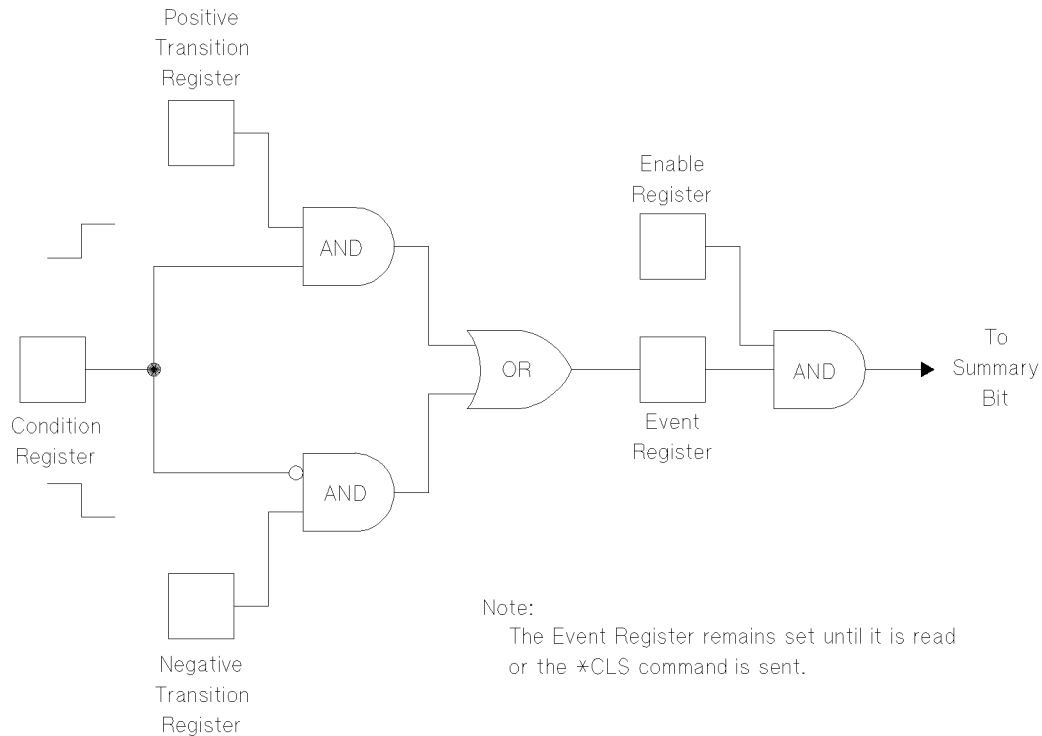 Positive
Transition
Register
Enable
Register
AND
OR
AND
To
Summary
Bit
Condition
Register
Event
Register
AND
Negative
Transition
Register
Note:
The Event Register remains set until it is read
or the *CLS command is sent.